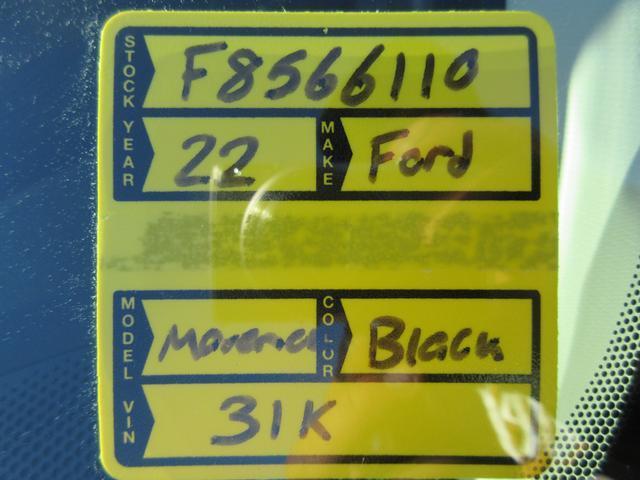 STOCK F8566110
YEAR 22 MAKE Ford
MODEL Maverick COLOR Black
VIN 31K